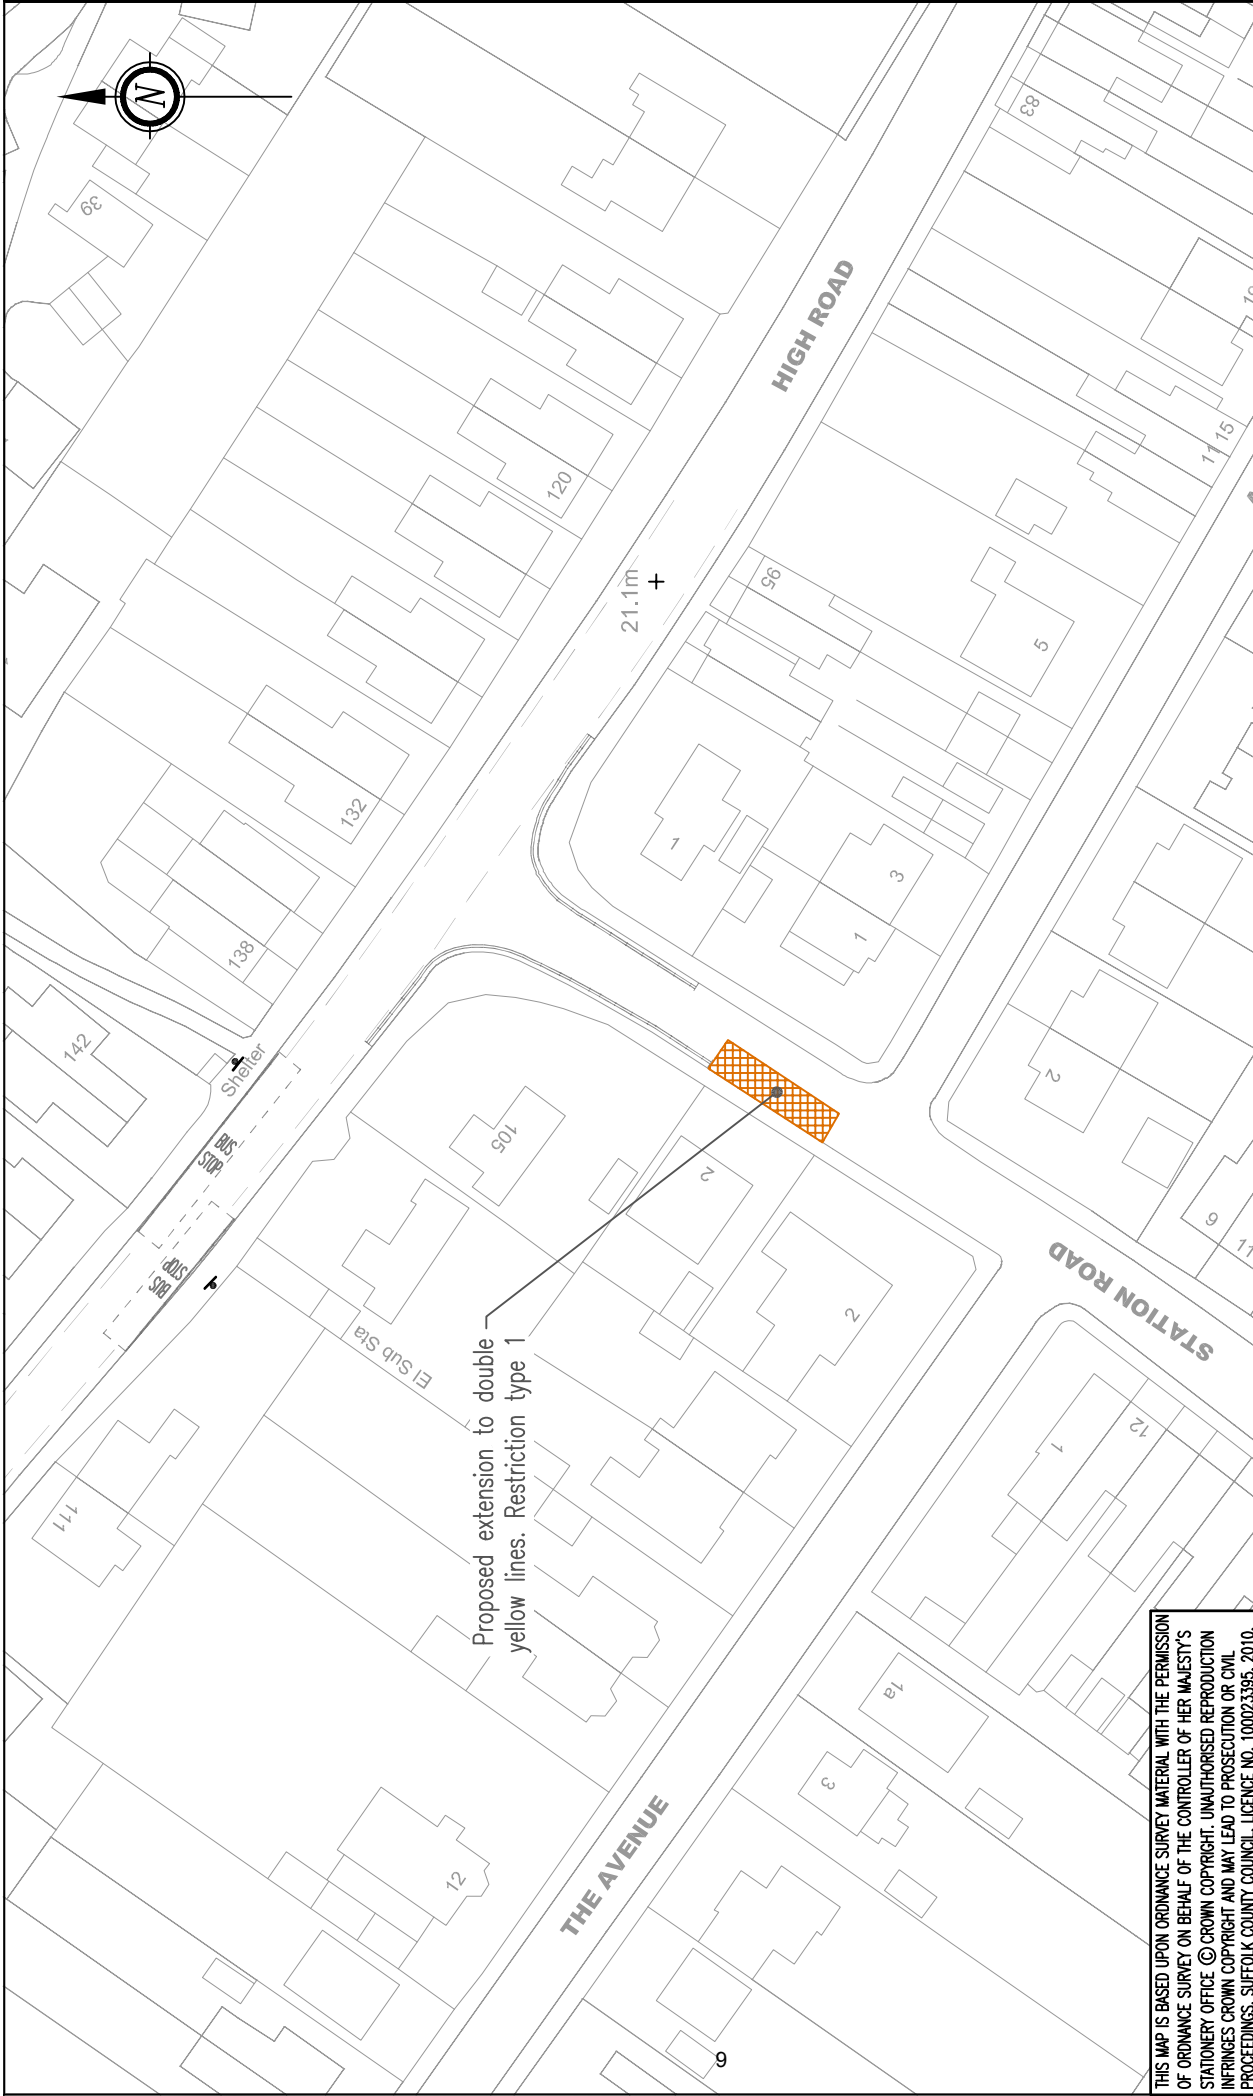 N
39
83
HIGH ROAD
120
21.1m
95
11 15
5
132
138
1
3
1
142
Shelter
BUS
STOP
BUS
STOP
105
2
2
2
6
11
STATION ROAD
El Sub Sta
Proposed extension to double
yellow lines. Restriction type 1
111
1
12
1a
3
12
THE AVENUE
9
THIS MAP IS BASED UPON ORDNANCE SURVEY MATERIAL WITH THE PERMISSION
OF ORDNANCE SURVEY ON BEHALF OF THE CONTROLLER OF HER MAJESTY'S
STATIONERY OFFICE © CROWN COPYRIGHT. UNAUTHORISED REPRODUCTION
INFRINGES CROWN COPYRIGHT AND MAY LEAD TO PROSECUTION OR CIVIL
PROCEEDINGS. SUFFOLK COUNTY COUNCIL. LICENCE NO. 100023395. 2010.